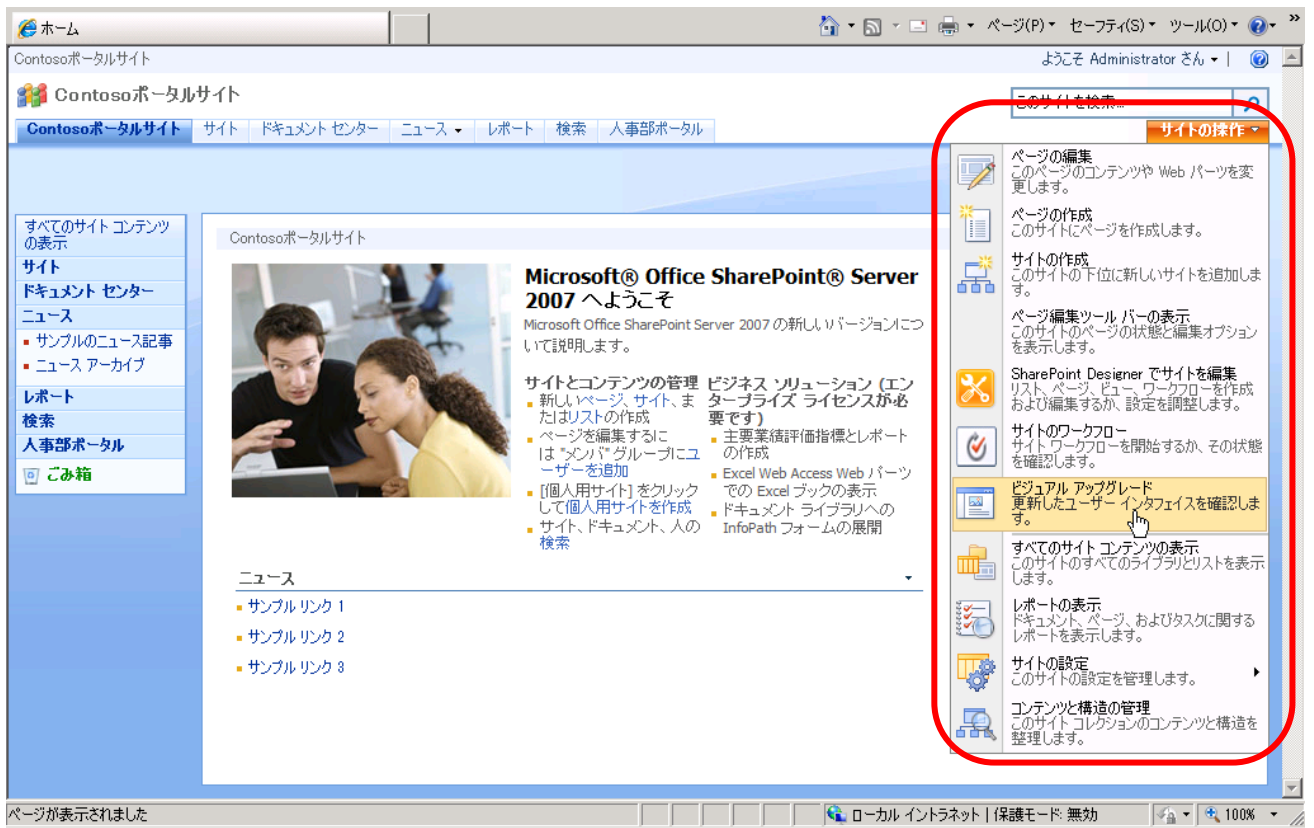 ホーム
ページ(P) セーフティ(S) ツール(O) »
Contosoポータルサイト
ようこそ Administrator さん
Contosoポータルサイト
このサイトを検索...
Contosoポータルサイト サイト ドキュメント センター ニュース レポート 検索 人事部ポータル
サイトの操作
すべてのサイト コンテンツ
の表示
サイト
ドキュメント センター
ニュース
サンプルのニュース記事
ニュース アーカイブ
レポート
検索
人事部ポータル
ごみ箱
Contosoポータルサイト
Microsoft® Office SharePoint® Server
2007 へようこそ
Microsoft Office SharePoint Server 2007 の新しいバージョンにつ
いて説明します。
サイトとコンテンツの管理
新しいページ、サイト、ま
たはリストの作成
ページを編集するに
は "メンバ" グループにユ
ーザーを追加
[個人用サイト] をクリック
して個人用サイトを作成
サイト、ドキュメント、人の
検索
ビジネス ソリューション (エン
タープライズ ライセンスが必
要です)
主要業績評価指標とレポート
の作成
Excel Web Access Web パーツ
での Excel ブックの表示
ドキュメント ライブラリへの
InfoPath フォームの展開
ニュース
サンプル リンク 1
サンプル リンク 2
サンプル リンク 3
ページの編集
このページのコンテンツや Web パーツを変
更します。
ページの作成
このサイトにページを作成します。
サイトの作成
このサイトの下位に新しいサイトを追加しま
す。
ページ編集ツール バーの表示
このサイトのページの状態と編集オプション
を表示します。
SharePoint Designer でサイトを編集
リスト、ページ、ビュー、ワークフローを作成
および編集するか、設定を調整します。
サイトのワークフロー
サイト ワークフローを開始するか、その状態
を確認します。
ビジュアル アップグレード
更新したユーザー インタフェイスを確認しま
す。
すべてのサイト コンテンツの表示
このサイトのすべてのライブラリとリストを表示
します。
レポートの表示
ドキュメント、ページ、およびタスクに関する
レポートを表示します。
サイトの設定
このサイトの設定を管理します。
コンテンツと構造の管理
このサイト コレクションのコンテンツと構造を
整理します。
ページが表示されました
ローカル イントラネット | 保護モード: 無効
100%